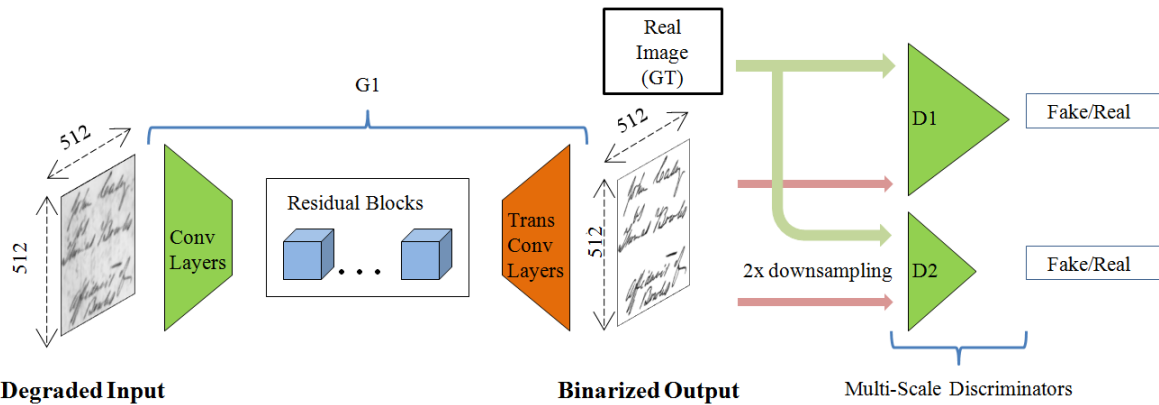 Real
Image
(GT)
G1
512
512
Conv
Layers
Residual Blocks
...
Trans
Conv
Layers
512
512
D1
Fake/Real
2x downsampling
D2
Fake/Real
Degraded Input
Binarized Output
Multi-Scale Discriminators